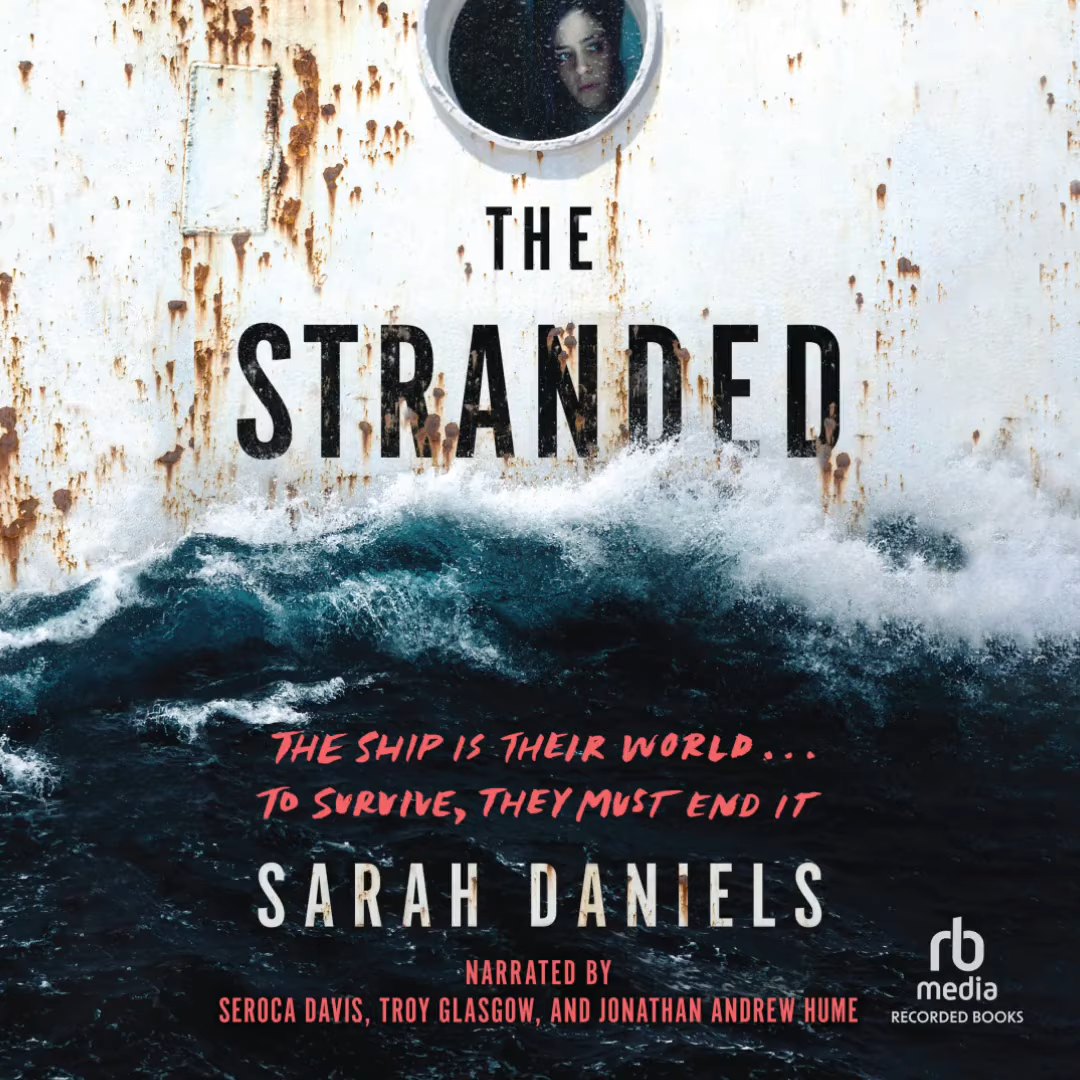 THE
STRANDED
THE SHIP IS THEIR WORLD...
TO SURVIVE, THEY MUST END IT
SARAH DANIELS
NARRATED BY
SEROCA DAVIS, TROY GLASGOW, AND JONATHAN ANDREW HUME
rb
media
RECORDED BOOKS